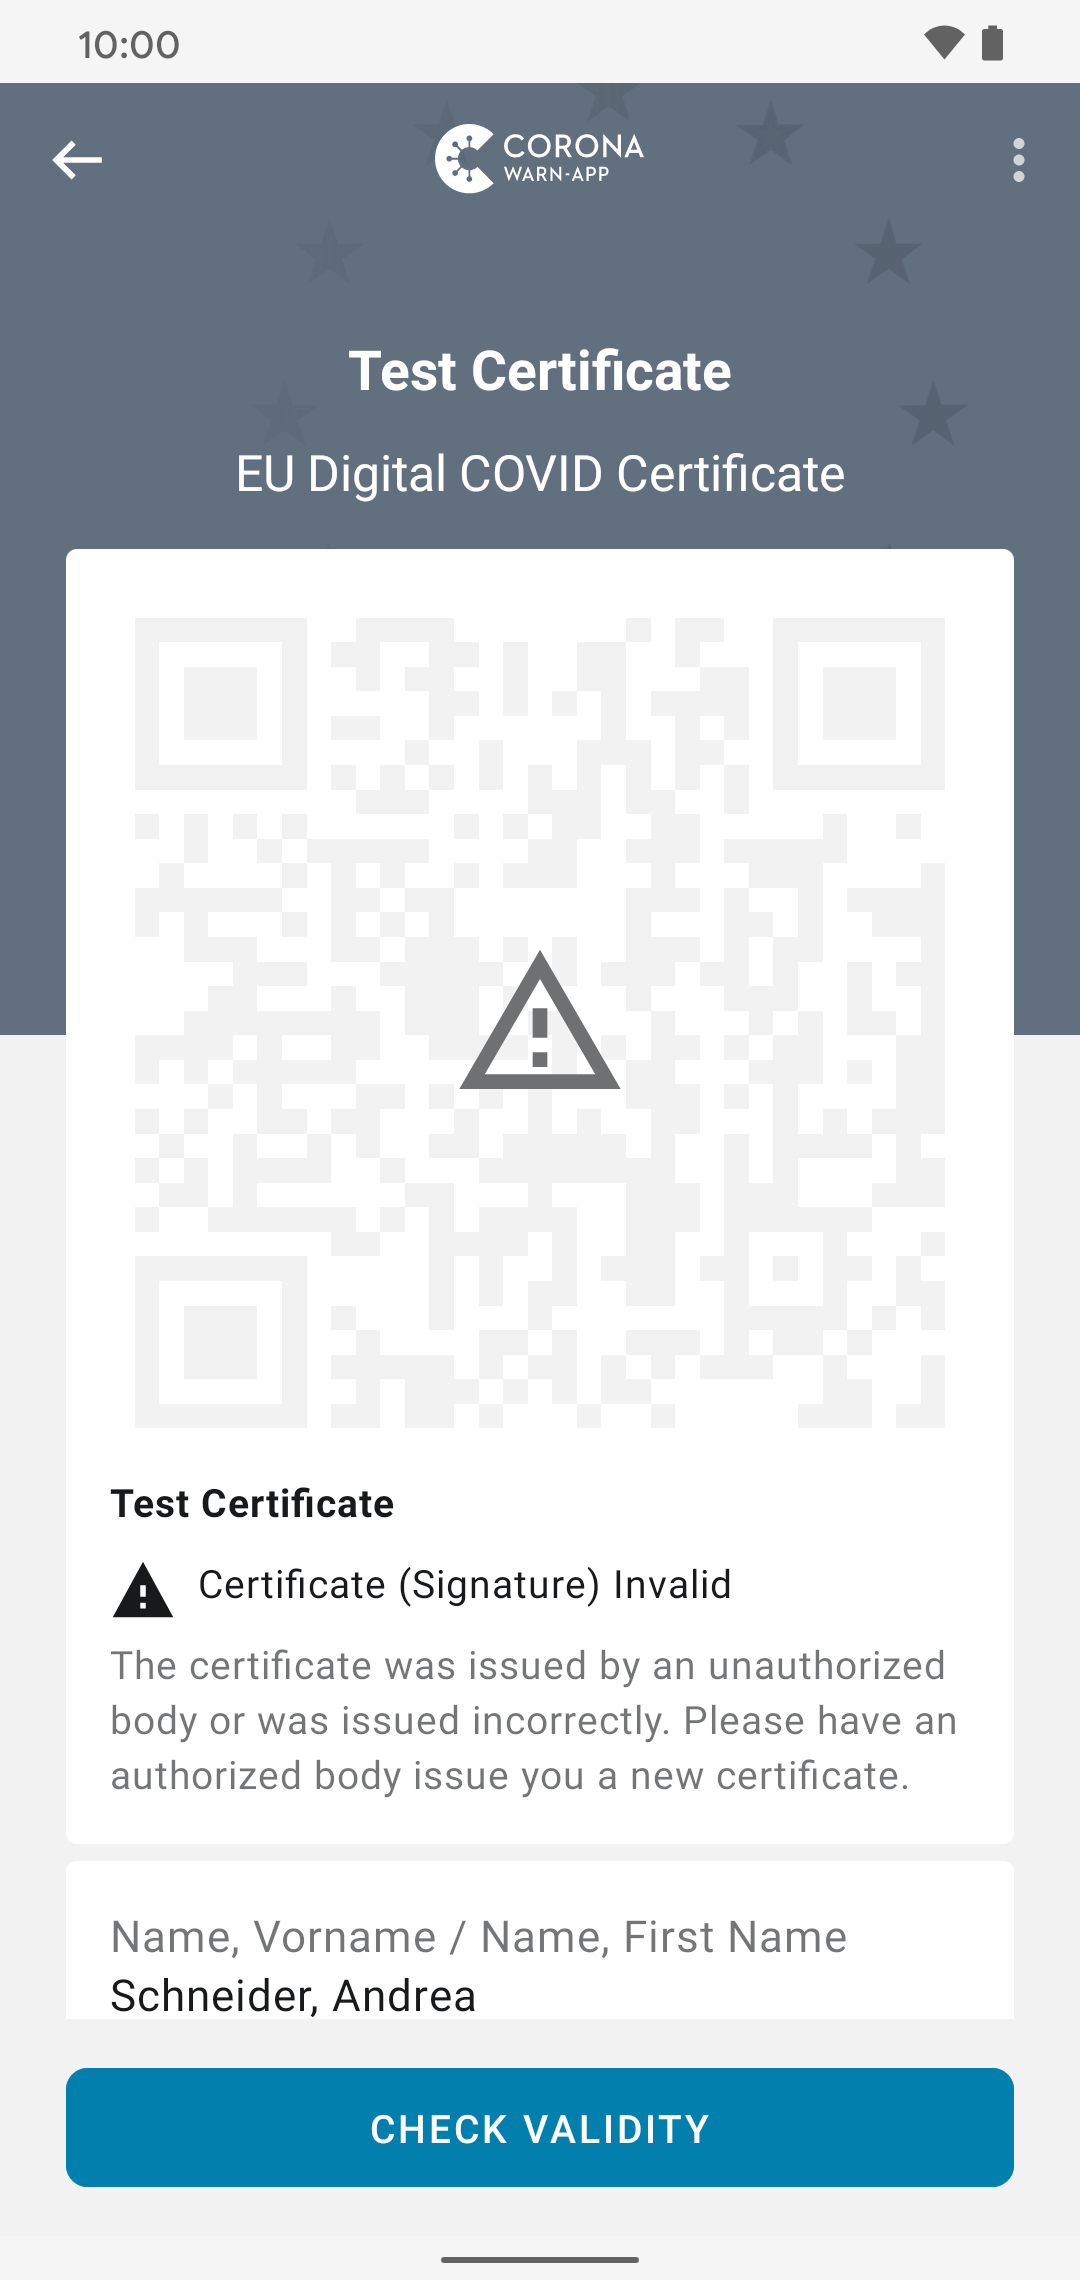 10:00
CORONA
WARN-APP
Test Certificate
EU Digital COVID Certificate
Test Certificate
Certificate (Signature) Invalid
The certificate was issued by an unauthorized
body or was issued incorrectly. Please have an
authorized body issue you a new certificate.
Name, Vorname / Name, First Name
Schneider, Andrea
CHECK VALIDITY